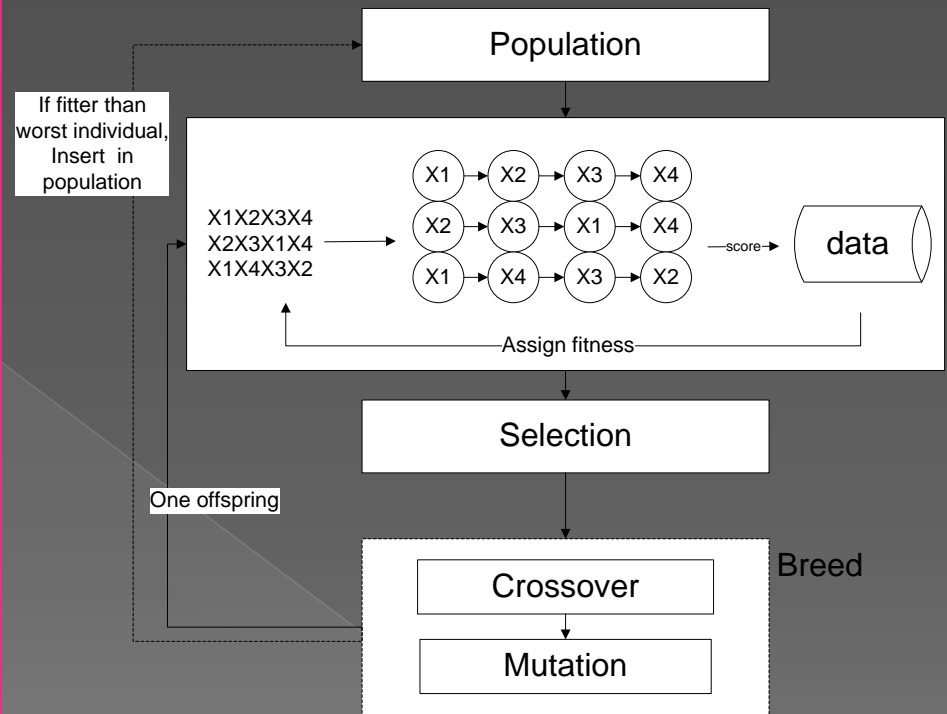 Population
If fitter than
worst individual,
Insert in
population
X1X2X3X4
X2X3X1X4
X1X4X3X2
X1 X2 X3 X4
X2 X3 X1 X4
X1 X4 X3 X2
score
data
Assign fitness
Selection
One offspring
Breed
Crossover
Mutation